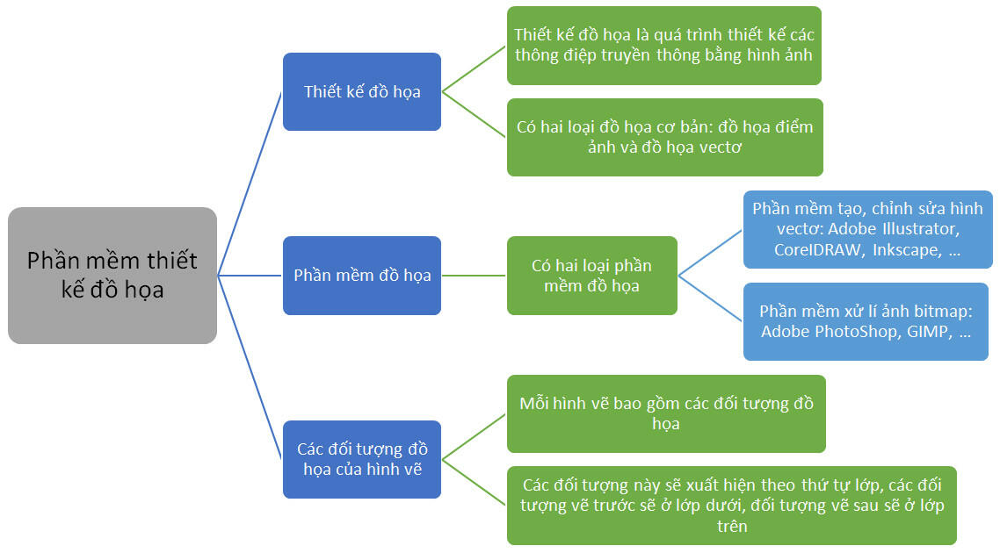 Thiết kế đồ họa là quá trình thiết kế các
thông điệp truyền thông bằng hình ảnh
Thiết kế đồ họa
Có hai loại đồ họa cơ bản: đồ họa điểm
ảnh và đồ họa vectơ
Phần mềm thiết
kế đồ họa
Phần mềm đồ họa
Có hai loại phần
mềm đồ họa
Phần mềm tạo, chỉnh sửa hình
vectơ: Adobe Illustrator,
CorelDRAW, Inkscape, ...
Phần mềm xử lí ảnh bitmap:
Adobe PhotoShop, GIMP, ...
Các đối tượng đồ
họa của hình vẽ
Mỗi hình vẽ bao gồm các đối tượng đồ
họa
Các đối tượng này sẽ xuất hiện theo thứ tự lớp, các đối
tượng vẽ trước sẽ ở lớp dưới, đối tượng vẽ sau sẽ ở lớp
trên